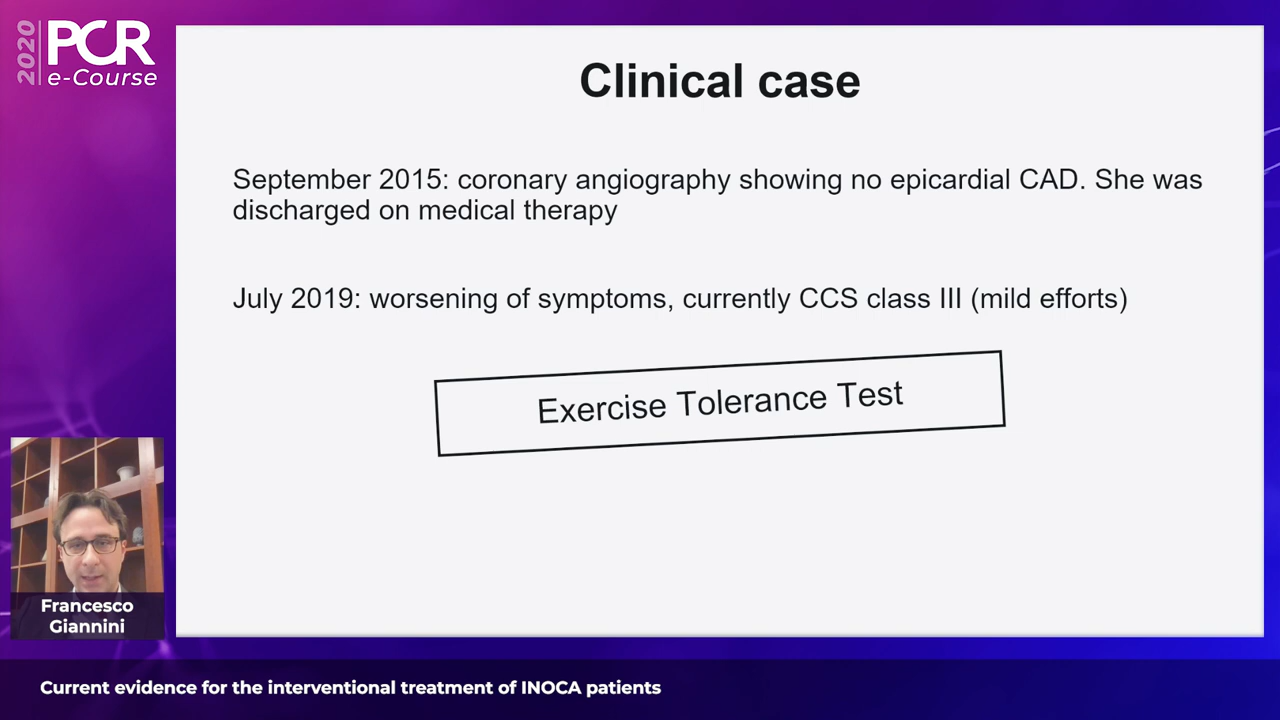 2020
PCR
e-Course
Clinical case
September 2015: coronary angiography showing no epicardial CAD. She was
discharged on medical therapy
July 2019: worsening of symptoms, currently CCS class III (mild efforts)
Exercise Tolerance Test
Francesco
Giannini
Current evidence for the interventional treatment of INOCA patients